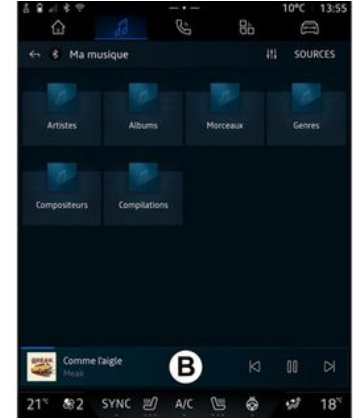 10°C 13:55
Ma musique SOURCES
Artistes Albums Morceaux Genres
Compositeurs Compilations
BREAK
Comme l'aigle
Meak
B
21° 2 SYNC A/C 18°